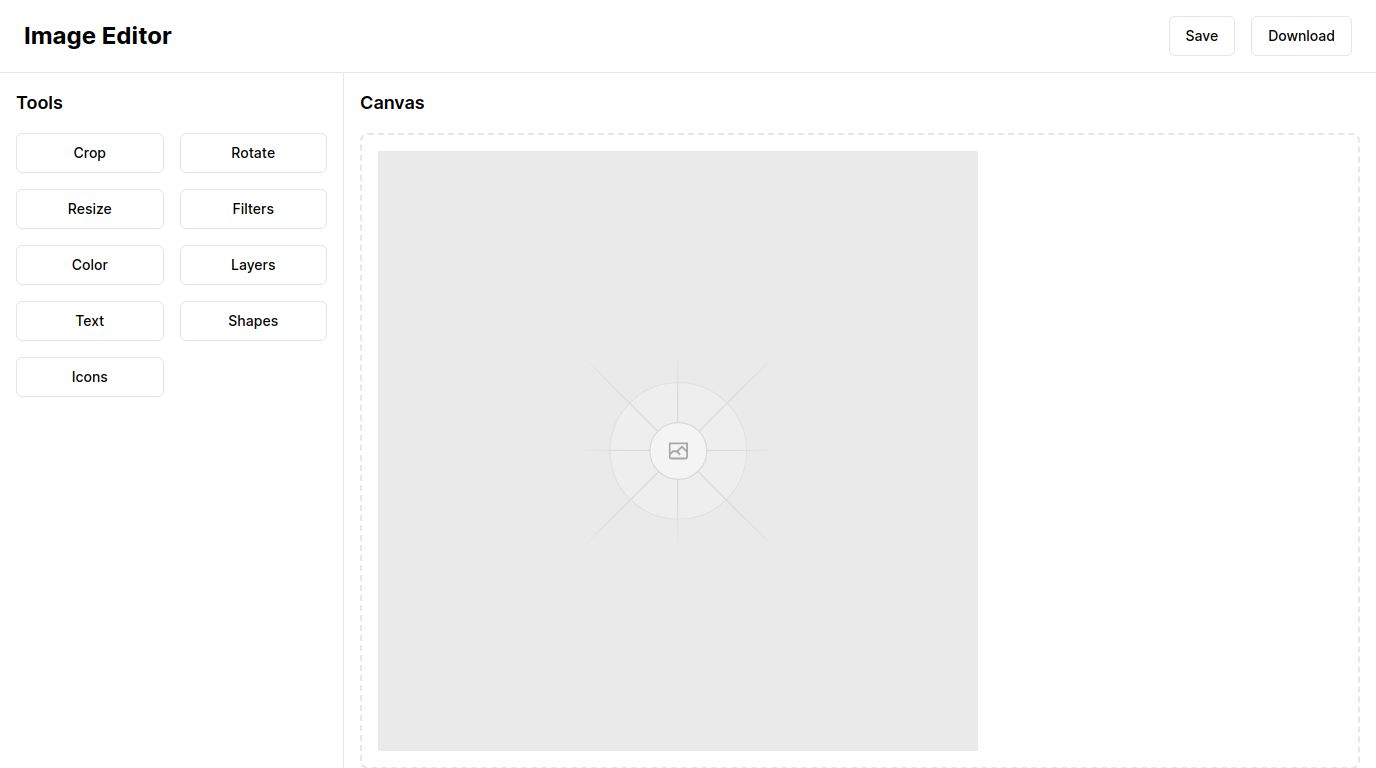 Image Editor
Save
Download
Tools
Crop
Rotate
Resize
Filters
Color
Layers
Text
Shapes
Icons
Canvas